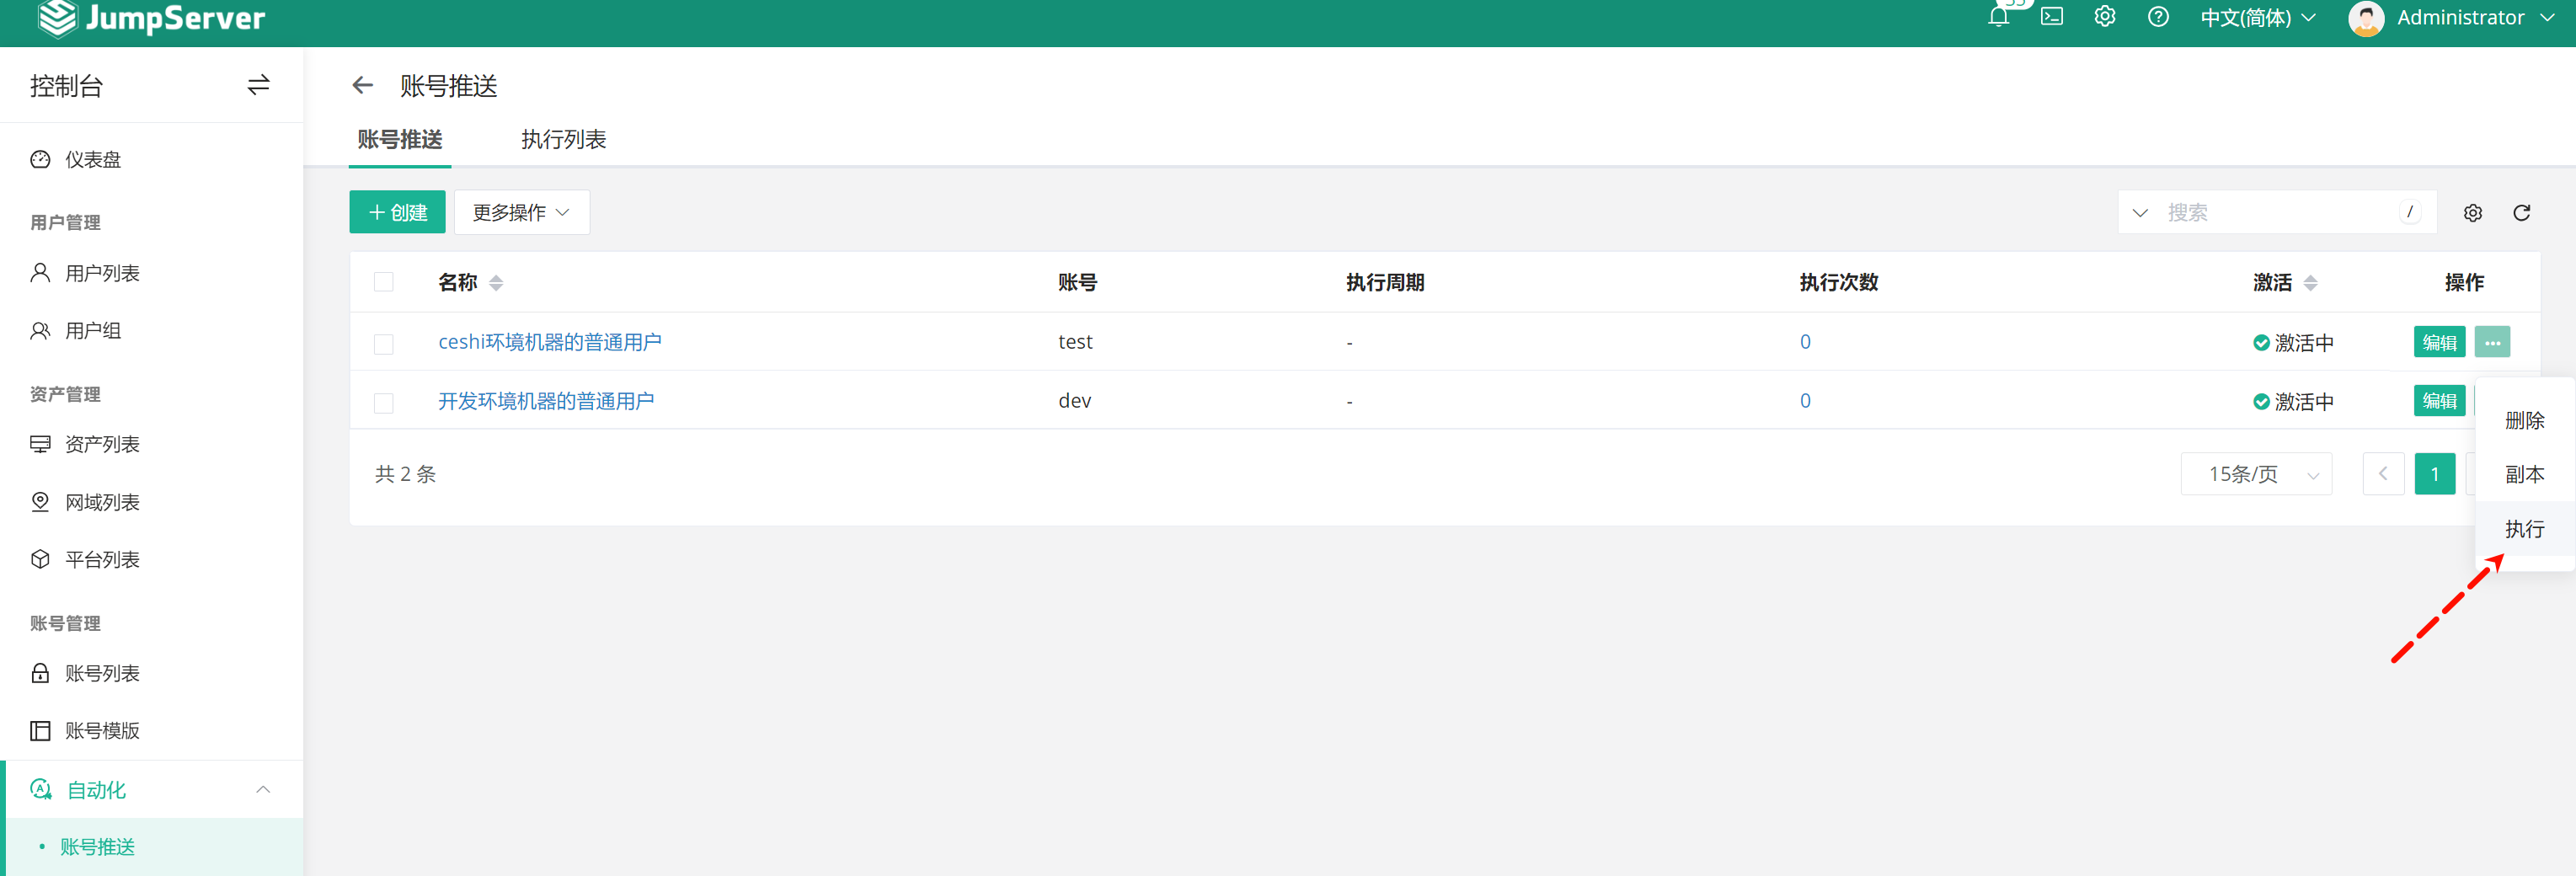 JumpServer
中文(简体)
Administrator
控制台
仪表盘
用户管理
用户列表
用户组
资产管理
资产列表
网域列表
平台列表
账号管理
账号列表
账号模版
自动化
账号推送
账号推送
账号推送 执行列表
创建 更多操作
搜索 /
名称 账号 执行周期 执行次数 激活 操作
ceshi环境机器的普通用户 test - 0 激活中 编辑 ···
开发环境机器的普通用户 dev - 0 激活中 编辑
共 2 条 15条/页 1
删除
副本
执行